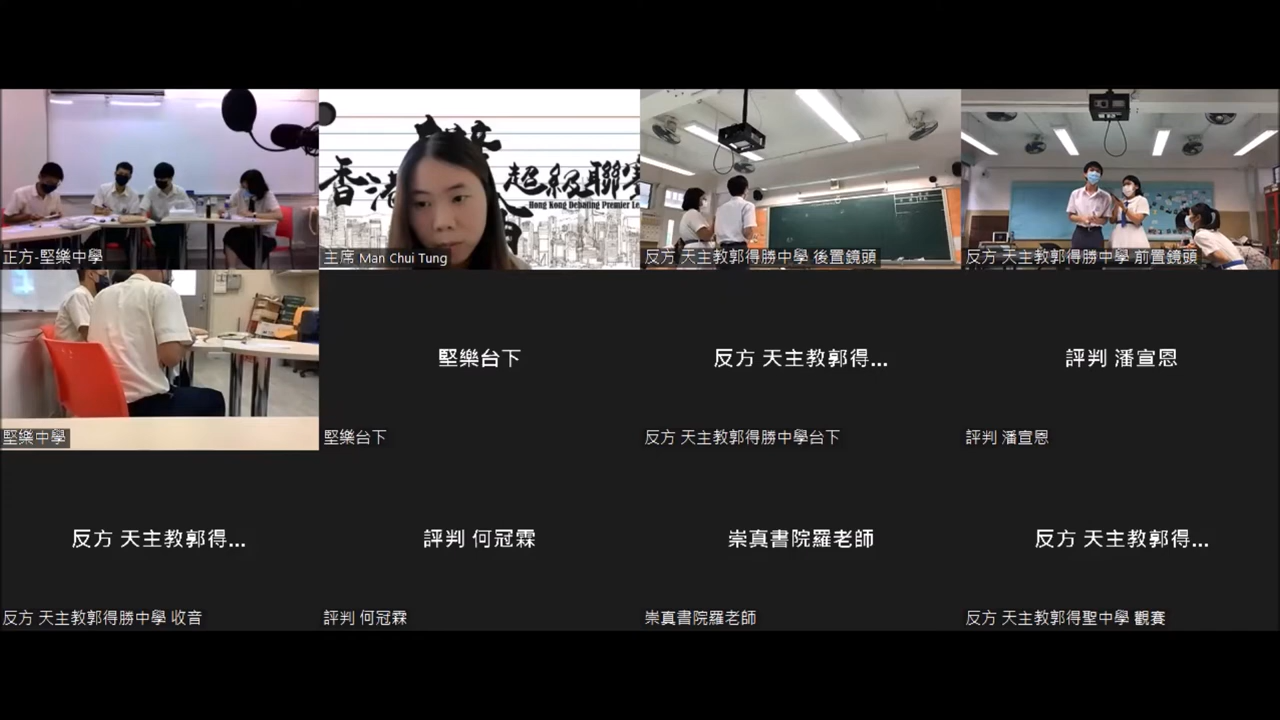 香港
超級聯賽
Hong Kong Debating Premier Le
正方-堅樂中學
主席 Man Chui Tung
反方 天主教郭得勝中學 後置鏡頭
反方 天主教郭得勝中學 前置鏡頭
堅樂中學
堅樂台下
堅樂台下
反方 天主教郭得...
反方 天主教郭得勝中學台下
評判 潘宣恩
評判 潘宣恩
反方 天主教郭得...
反方 天主教郭得勝中學 收音
評判 何冠霖
評判 何冠霖
崇真書院羅老師
崇真書院羅老師
反方 天主教郭得...
反方 天主教郭得聖中學 觀賽